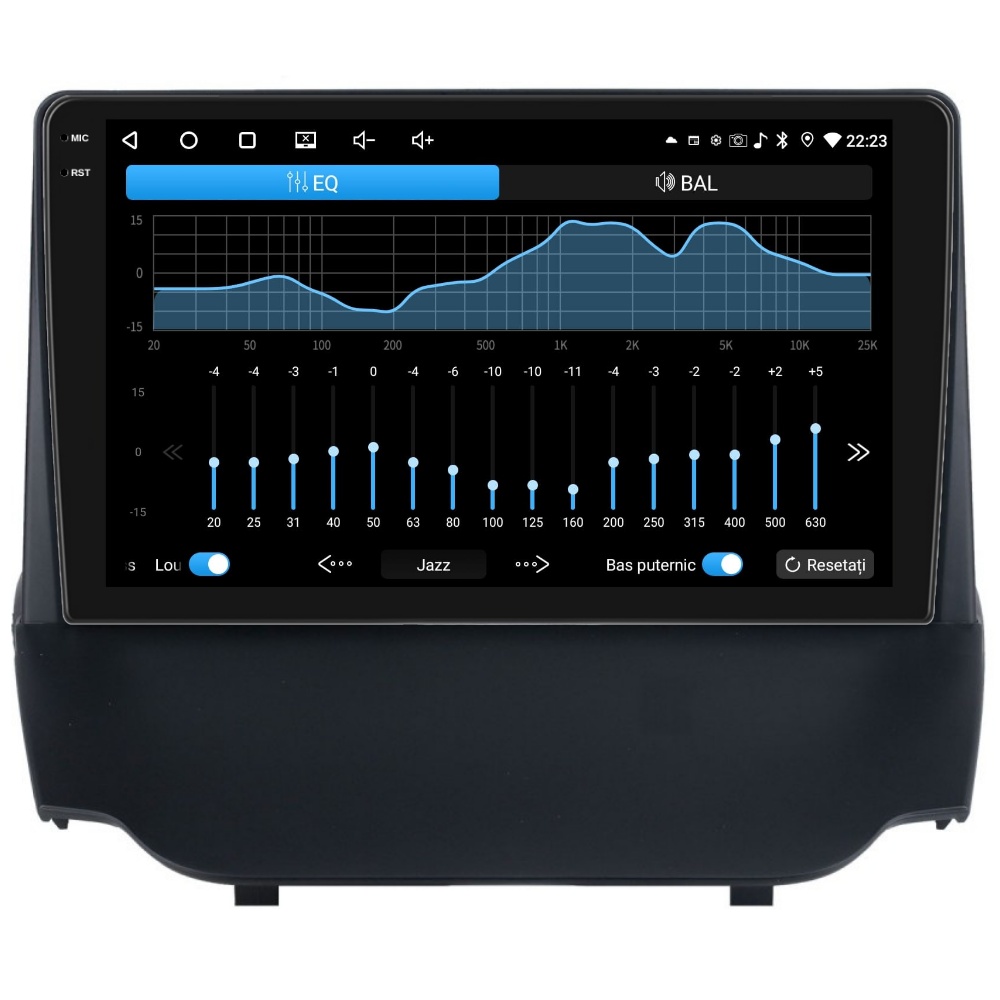 MIC
22:23
RST
EQ
BAL
15
0
-15
20 50 100 200 500 1K 2K 5K 10K 25K
-4 -4 -3 -1 0 -4 -6 -10 -10 -11 -4 -3 -2 -2 +2 +5
15
0
-15
20 25 31 40 50 63 80 100 125 160 200 250 315 400 500 630
s Lou Jazz Bas puternic Resetați